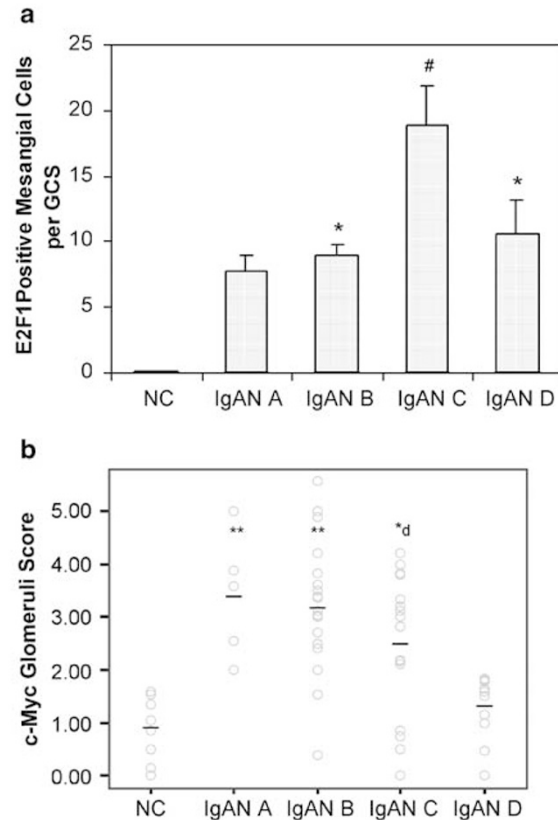 a
E2F1Positive Mesangial Cells
per GCS
25
20
15
10
5
0
#
*
*
NC IgAN A IgAN B IgAN C IgAN D
b
c-Myc Glomeruli Score
5.00
4.00
3.00
2.00
1.00
0.00
** ** *d
NC IgAN A IgAN B IgAN C IgAN D